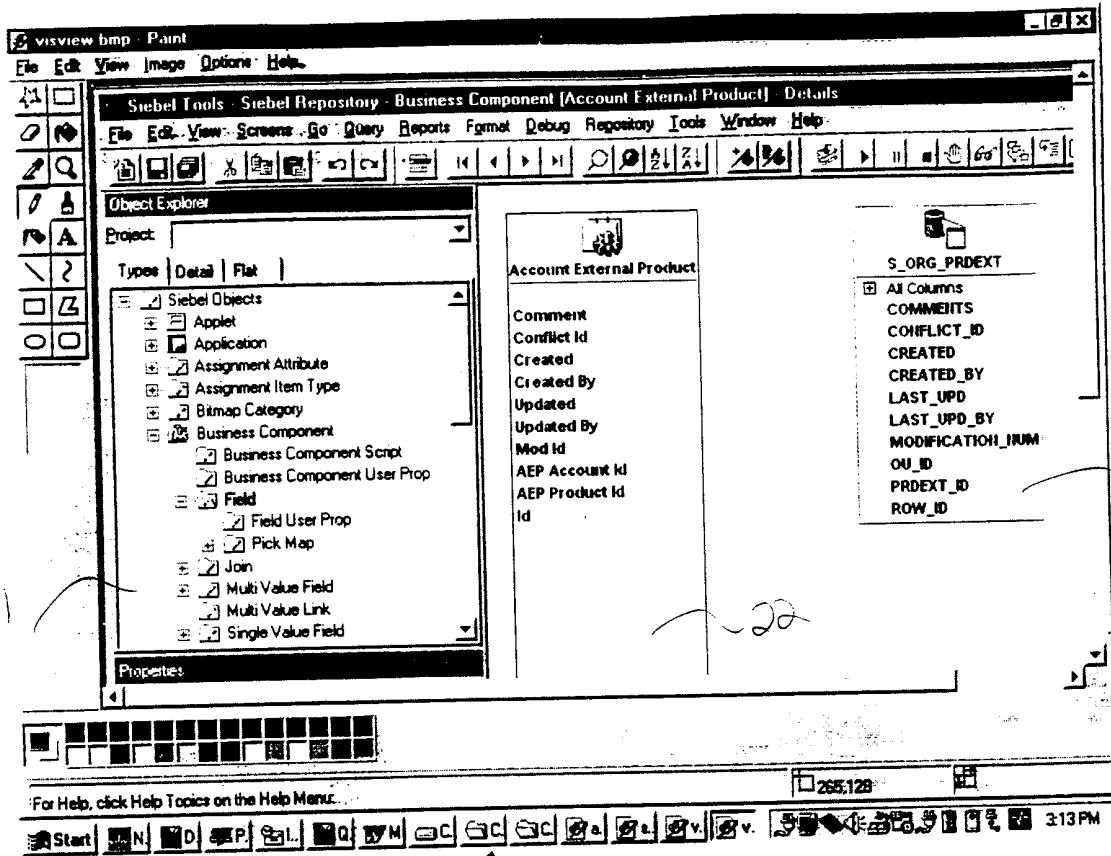 visview bmp - Paint
File Edit View Image Options Help
Siebel Tools - Siebel Repository - Business Component [Account External Product] - Details
File Edit View Screens Go Query Reports Format Debug Repository Tools Window Help
Object Explorer
Project:
Types Detail Flat
Siebel Objects
Applet
Application
Assignment Attribute
Assignment Item Type
Bitmap Category
Business Component
Business Component Script
Business Component User Prop
Field
Field User Prop
Pick Map
Join
Multi Value Field
Multi Value Link
Single Value Field
Properties
Account External Product
Comment
Conflict Id
Created
Created By
Updated
Updated By
Mod Id
AEP Account Id
AEP Product Id
Id
S_ORG_PRDEXT
All Columns
COMMENTS
CONFLICT_ID
CREATED
CREATED_BY
LAST_UPD
LAST_UPD_BY
MODIFICATION_NUM
OU_ID
PRDEXT_ID
ROW_ID
22
For Help, click Help Topics on the Help Menu.
265,128
Start N. D. P. I... Q. M C. C. C. a. a. v. v. 3:13 PM